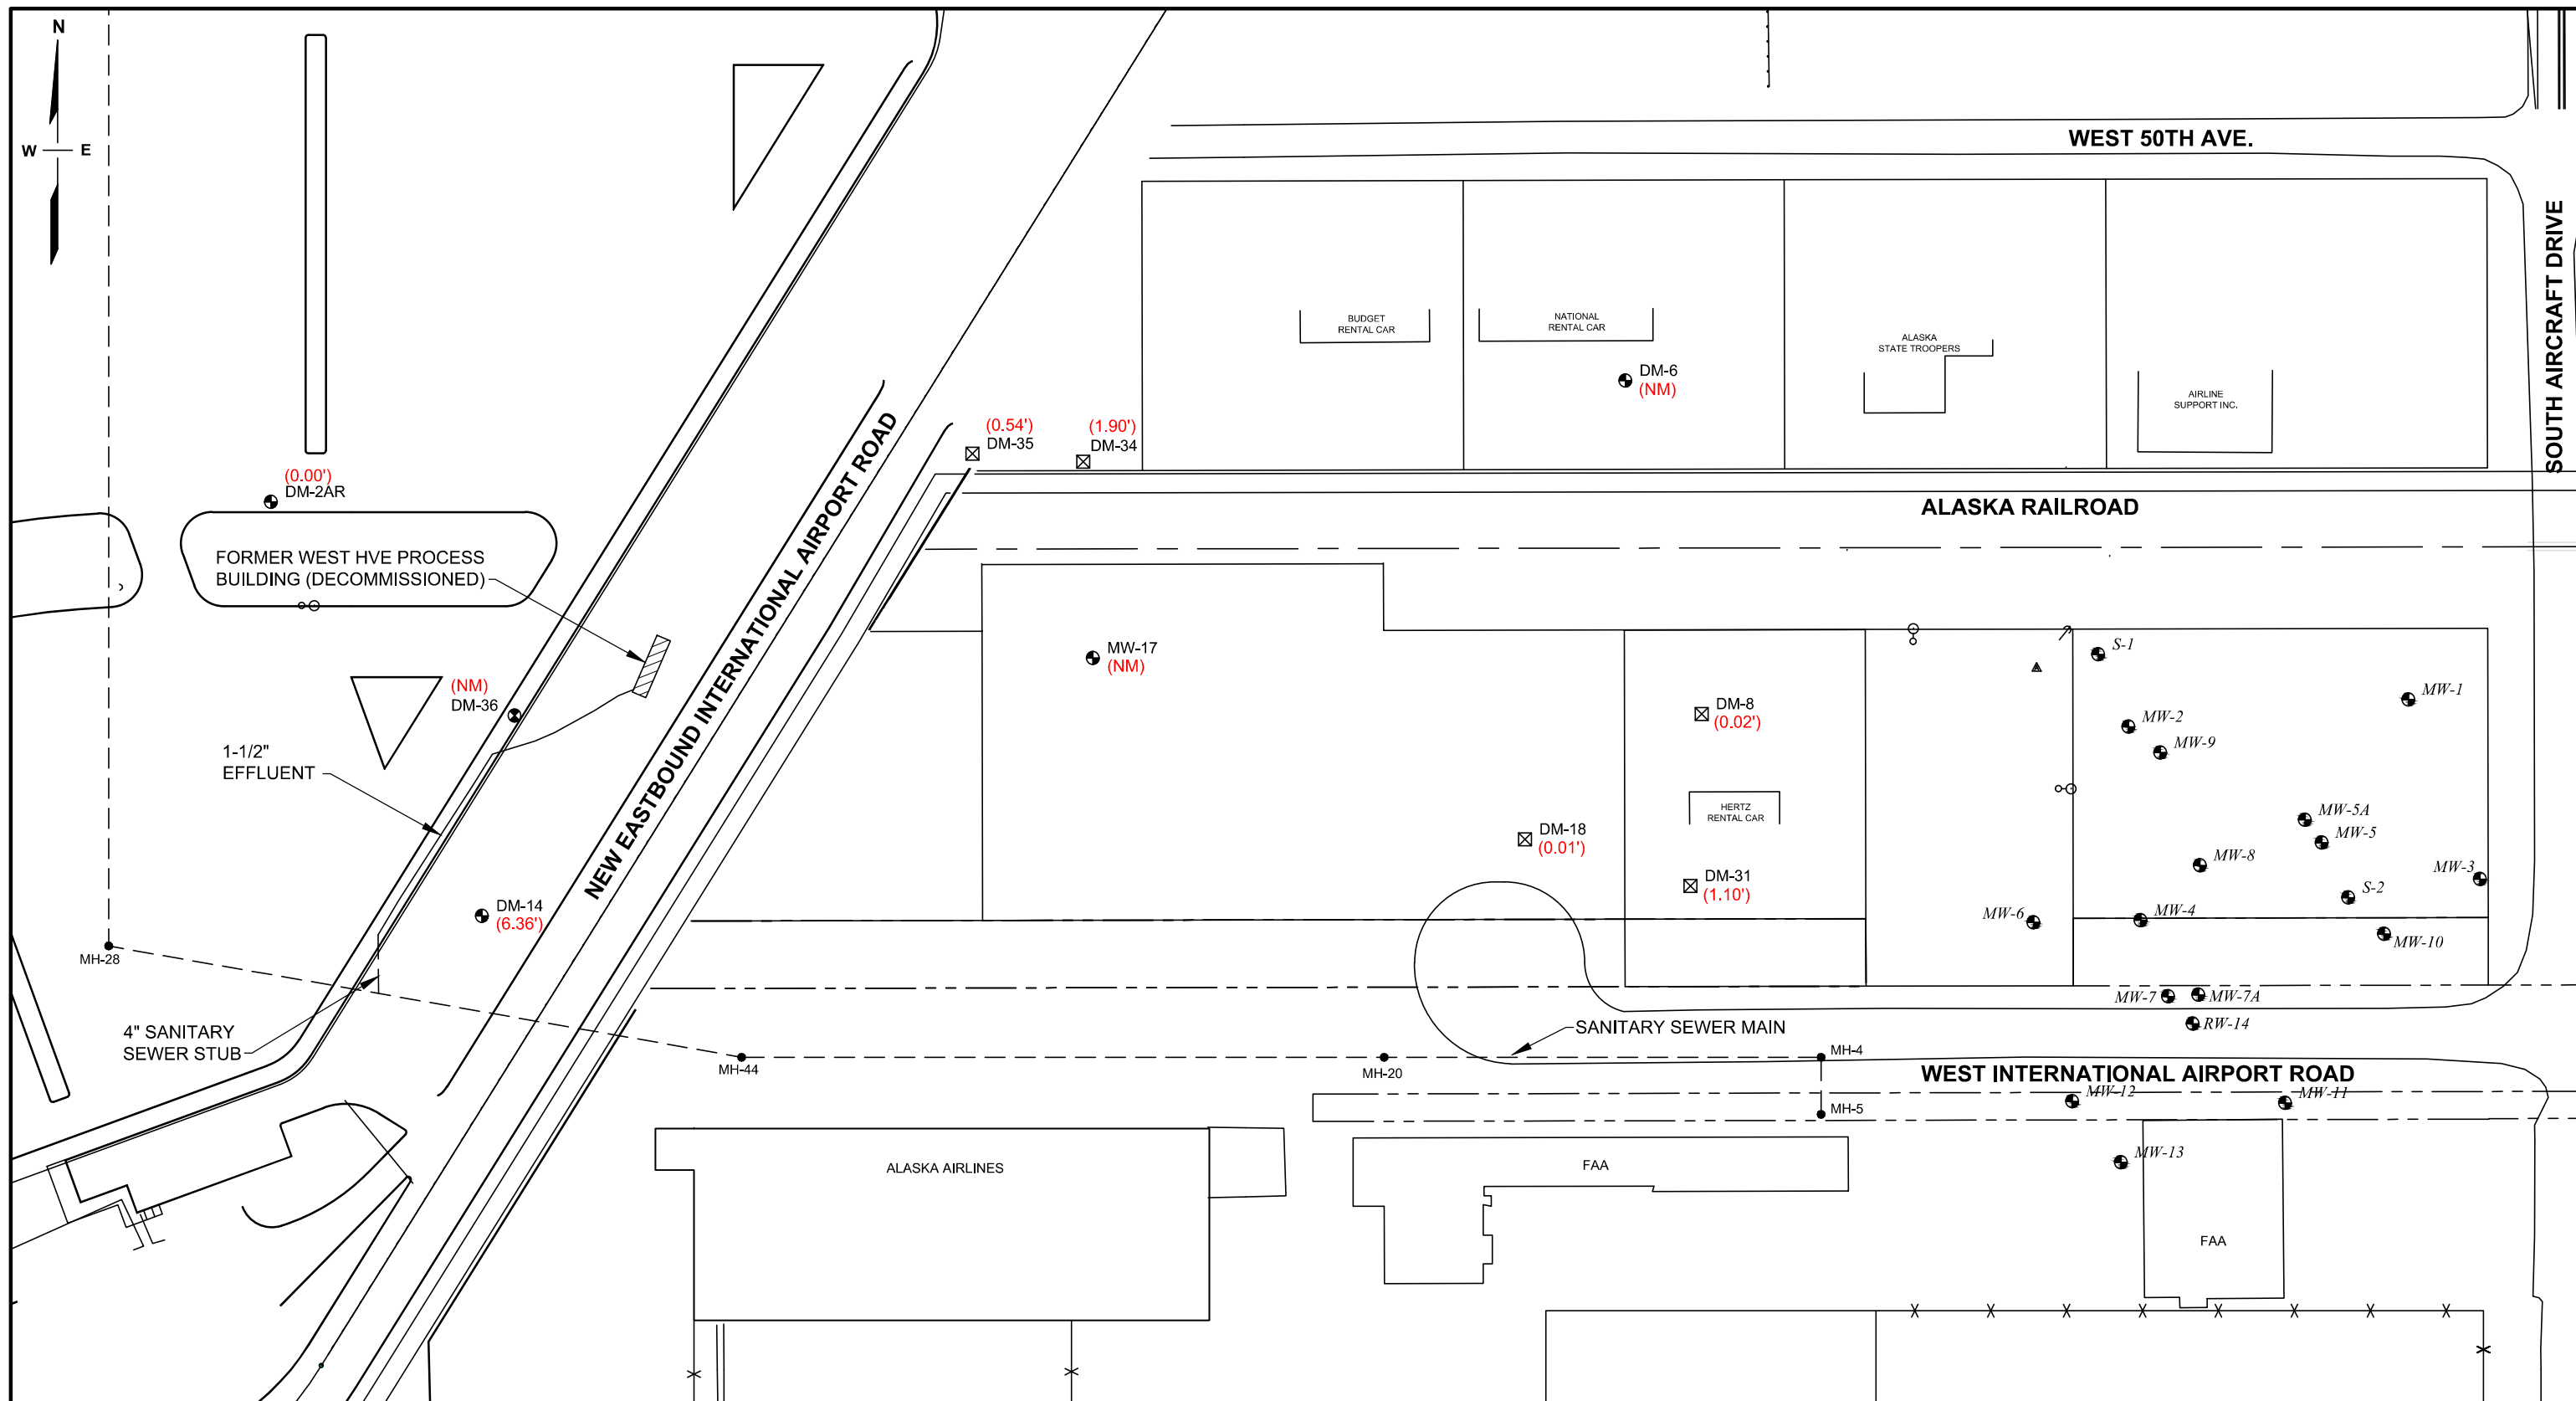 N
W
E
WEST 50TH AVE.
SOUTH AIRCRAFT DRIVE
BUDGET
RENTAL CAR
NATIONAL
RENTAL CAR
ALASKA
STATE TROOPERS
AIRLINE
SUPPORT INC.
DM-6
(NM)
(0.54')
DM-35
(1.90')
DM-34
(0.00')
DM-2AR
ALASKA RAILROAD
NEW EASTBOUND INTERNATIONAL AIRPORT ROAD
FORMER WEST HVE PROCESS
BUILDING (DECOMMISSIONED)
MW-17
(NM)
(NM)
DM-36
DM-8
(0.02')
S-1
MW-1
MW-2
MW-9
1-1/2"
EFFLUENT
HERTZ
RENTAL CAR
DM-18
(0.01')
MW-5A
MW-5
MW-8
MW-3
DM-31
(1.10')
S-2
DM-14
(6.36')
MW-6
MW-4
MW-10
MH-28
MW-7
MW-7A
RW-14
4" SANITARY
SEWER STUB
SANITARY SEWER MAIN
MH-44
MH-20
MH-4
WEST INTERNATIONAL AIRPORT ROAD
MW-12
MW-11
MH-5
MW-13
ALASKA AIRLINES
FAA
FAA